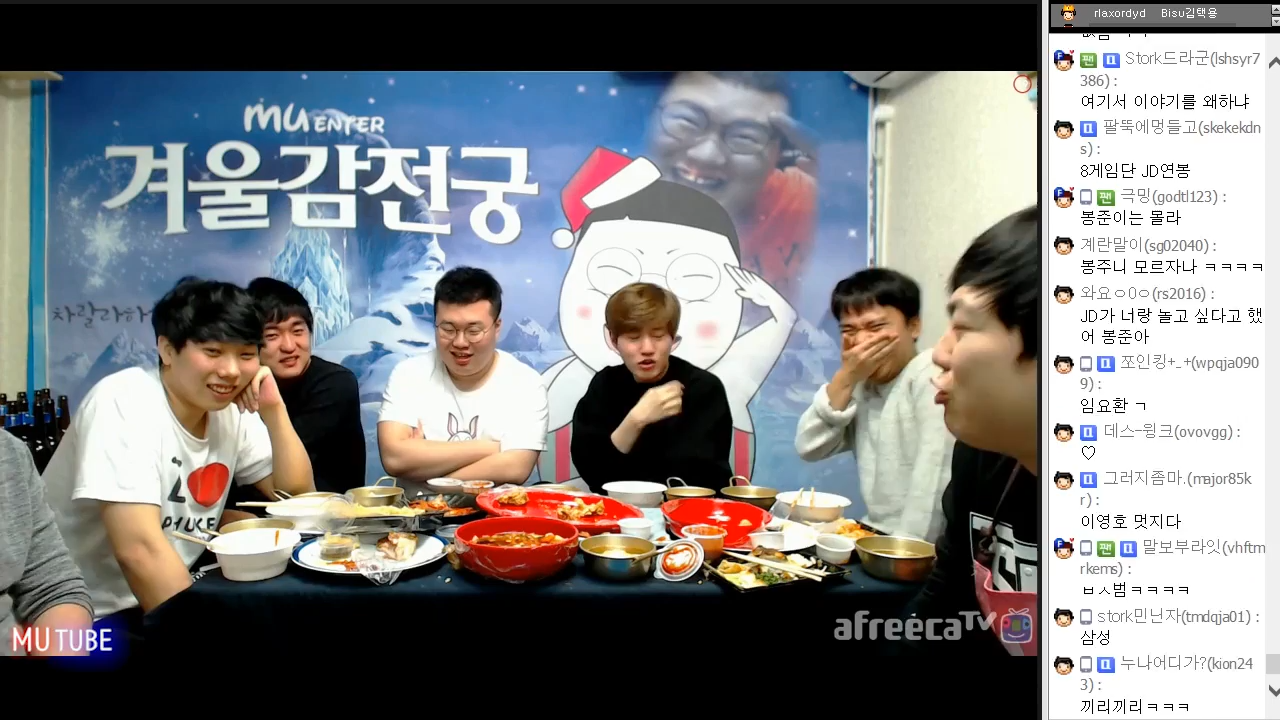 MU ENTER
겨울감전궁
차랄라하
MU TUBE
afreecaTV
rlaxordyd Bisu김택용
Stork드라군(lshsyr7
386) :
여기서 이야기를 왜하냐
팔뚝에멍들고(skekekdn
s) :
8게임단 JD연봉
극밍(godtl123) :
봉준이는 몰라
계란말이(sg02040) :
봉주니 모르자나 ㅋㅋㅋㅋ
와요ㅇ0ㅇ(rs2016) :
JD가 너랑듣고 싶다고 했
어 봉준아
쪼인캉+_+(wpqja090
9) :
임요환 ㄱ
데스-윙크(ovovgg) :
♡
그러지쫌마.(major85k
r) :
이영호 멋지다
말보부라잇(vhftm
rkems) :
ㅂㅅ범ㅋㅋㅋㅋ
stork민닌자(tmdqja01) :
삼성
누나어디가?(kion24
3) :
끼리끼리ㅋㅋㅋ